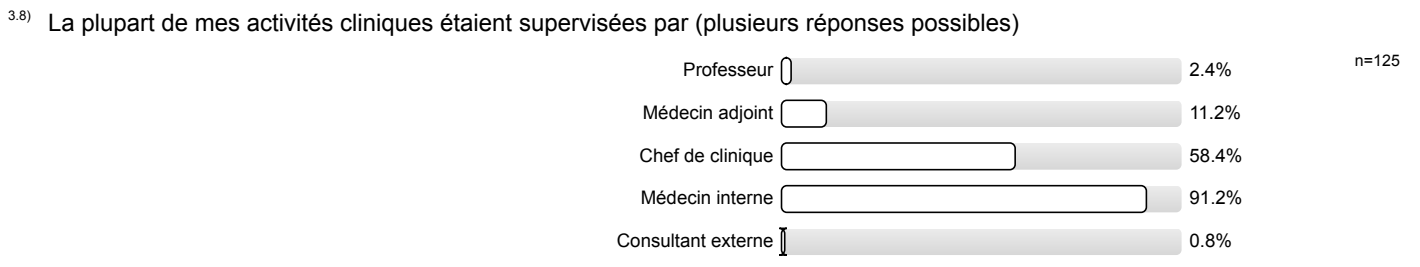 3.8) La plupart de mes activités cliniques étaient supervisées par (plusieurs réponses possibles)
n=125
Professeur 2.4%
Médecin adjoint 11.2%
Chef de clinique 58.4%
Médecin interne 91.2%
Consultant externe 0.8%